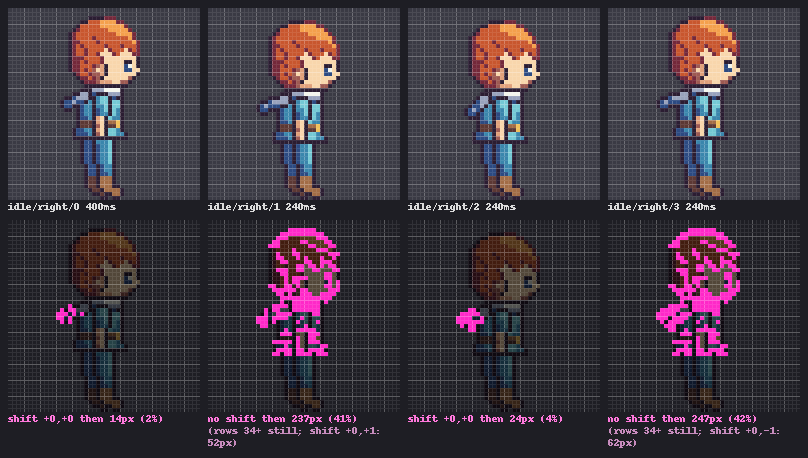 idle/right/0 400ms
idle/right/1 240ms
idle/right/2 240ms
idle/right/3 240ms
shift +0,+0 then 14px (2%)
no shift then 237px (41%)
(rows 34+ still; shift +0,+1:
52px)
shift +0,+0 then 24px (4%)
no shift then 247px (42%)
(rows 34+ still; shift +0,-1:
62px)